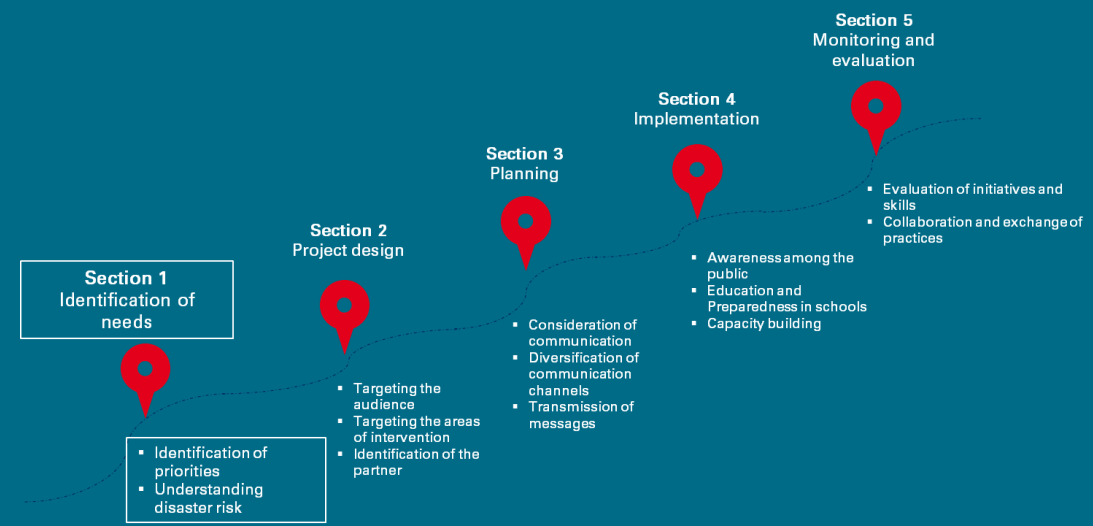 Section 1
Identification of
needs
▪ Identification of
priorities
▪ Understanding
disaster risk
Section 2
Project design
▪ Targeting the
audience
▪ Targeting the areas
of intervention
▪ Identification of the
partner
Section 3
Planning
▪ Consideration of
communication
▪ Diversification of
communication
channels
▪ Transmission of
messages
Section 4
Implementation
▪ Awareness among the
public
▪ Education and
Preparedness in schools
▪ Capacity building
Section 5
Monitoring and
evaluation
▪ Evaluation of initiatives and
skills
▪ Collaboration and exchange of
practices